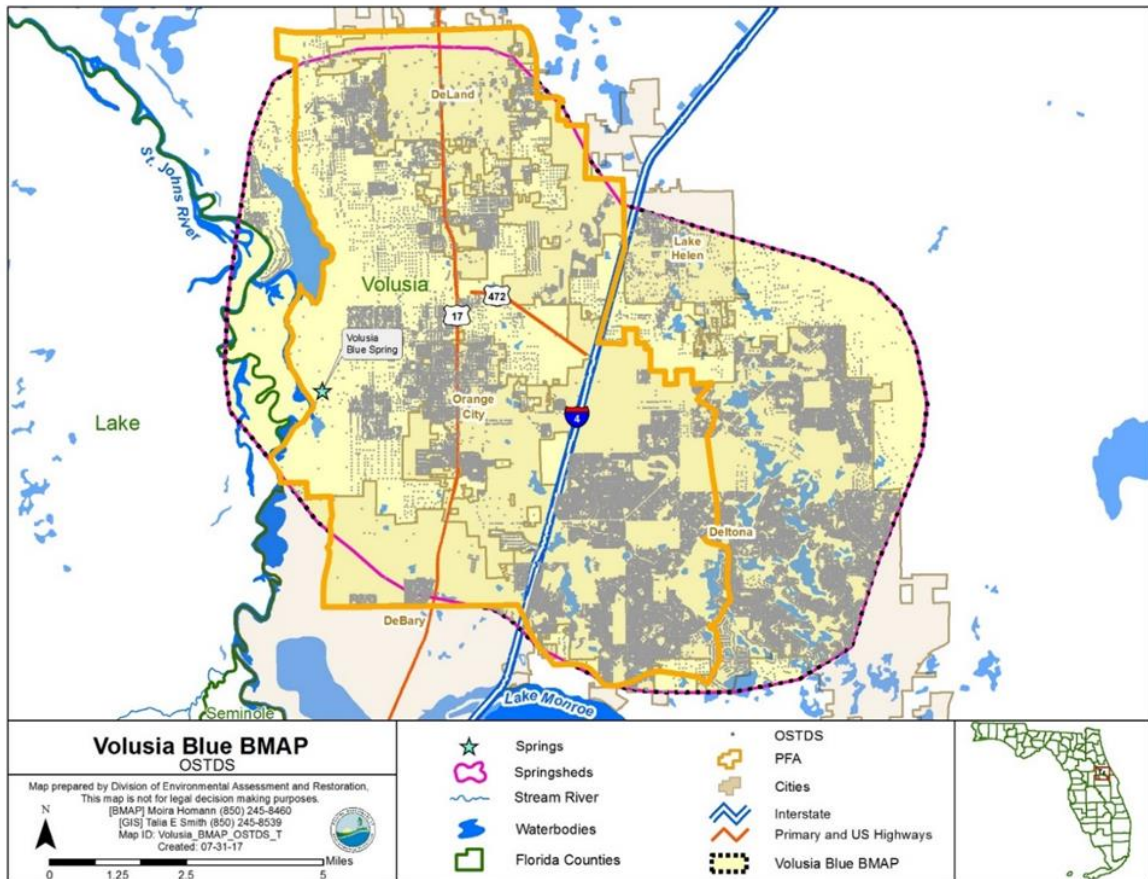 DeLand
St. Johns River
Lake
Helen
Volusia
472
17
Volusia
Blue Spring
Orange
City
4
Lake
Deltona
DeBary
Seminole
Lake Monroe
Volusia Blue BMAP
OSTDS
Map prepared by Division of Environmental Assessment and Restoration.
This map is not for legal decision making purposes.
[BMAP] Moira Homann (850) 245-8460
[GIS] Talia E Smith (850) 245-8539
Map ID: Volusia_BMAP_OSTDS_T
Created: 07-31-17
N
Miles
0 1.25 2.5 5
Springs
Springsheds
Stream River
Waterbodies
Florida Counties
OSTDS
PFA
Cities
Interstate
Primary and US Highways
Volusia Blue BMAP